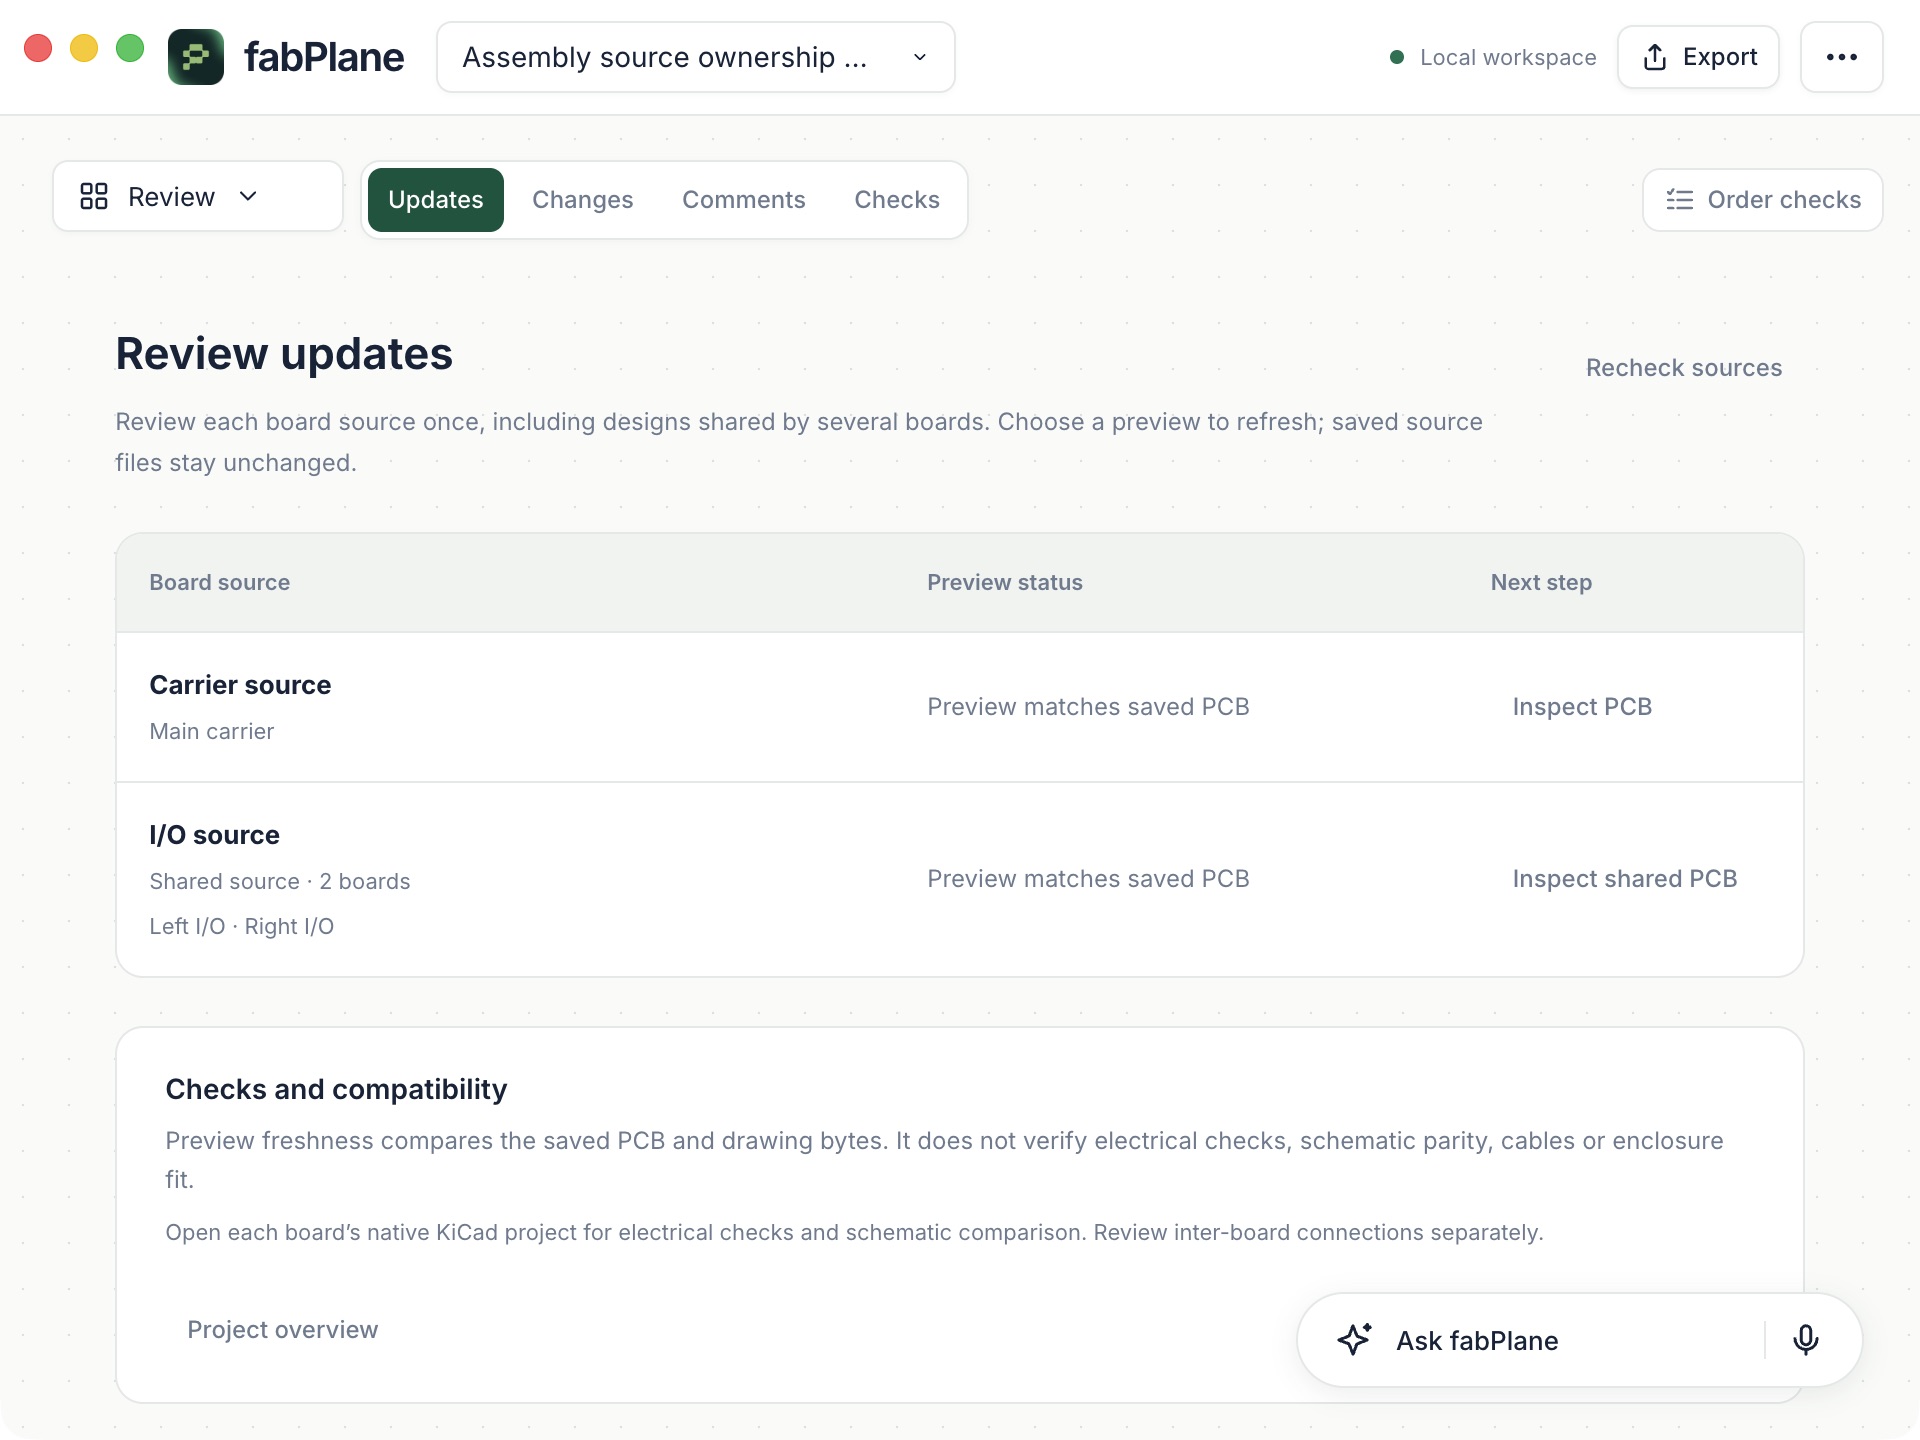 fabPlane
Assembly source ownership ...
Local workspace
Export
Review
Updates
Changes
Comments
Checks
Order checks
Review updates
Recheck sources
Review each board source once, including designs shared by several boards. Choose a preview to refresh; saved source
files stay unchanged.
Board source
Preview status
Next step
Carrier source
Main carrier
Preview matches saved PCB
Inspect PCB
I/O source
Shared source · 2 boards
Left I/O · Right I/O
Preview matches saved PCB
Inspect shared PCB
Checks and compatibility
Preview freshness compares the saved PCB and drawing bytes. It does not verify electrical checks, schematic parity, cables or enclosure
fit.
Open each board’s native KiCad project for electrical checks and schematic comparison. Review inter-board connections separately.
Project overview
Ask fabPlane